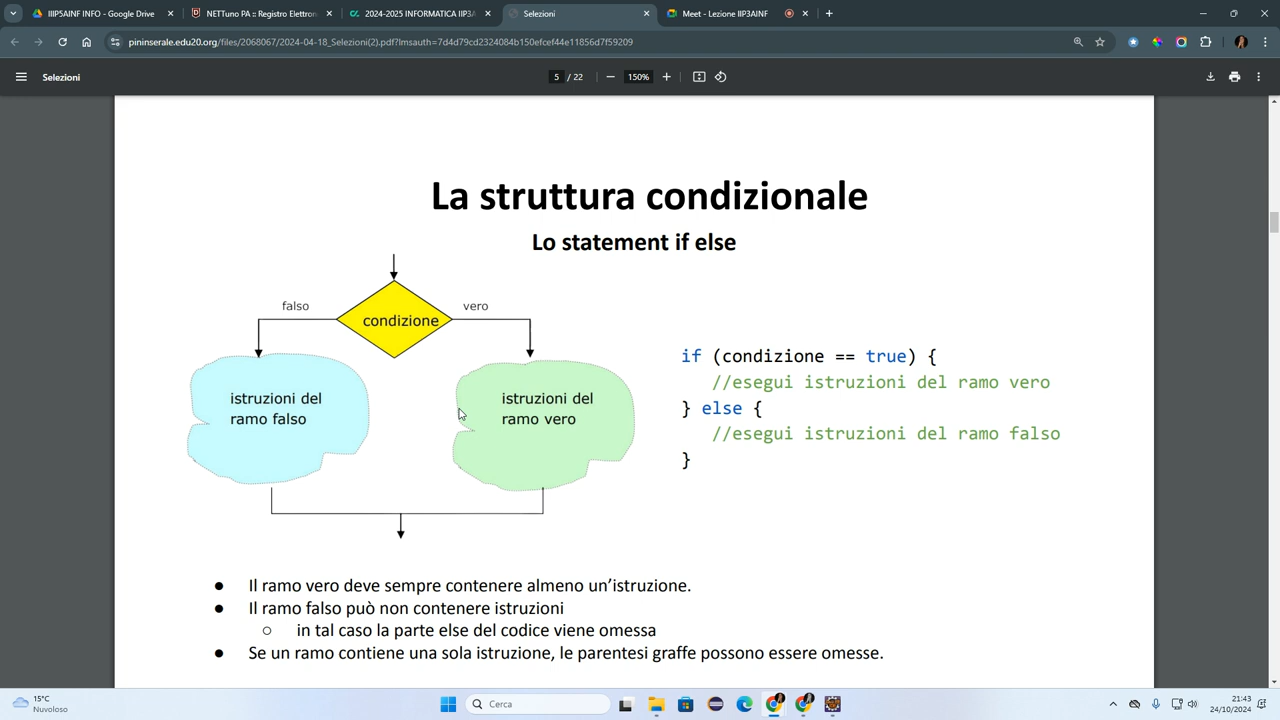 IIIPSAINF INFO - Google Drive
NETTuno PA :: Registro Elettron
2024-2025 INFORMATICA IIP3A
Selezioni
Meet - Lezione IIP3AINF
pininserale.edu20.org/files/2068067/2024-04-18_Selezioni(2).pdf?lmsauth=7d4d79cd2324084b150efcef44e11856d7f59209
Selezioni
5 / 22
150%
La struttura condizionale
Lo statement if else
falso
vero
condizione
istruzioni del
ramo falso
istruzioni del
ramo vero
if (condizione == true) {
//esegui istruzioni del ramo vero
} else {
//esegui istruzioni del ramo falso
}
● Il ramo vero deve sempre contenere almeno un’istruzione.
● Il ramo falso può non contenere istruzioni
○ in tal caso la parte else del codice viene omessa
● Se un ramo contiene una sola istruzione, le parentesi graffe possono essere omesse.
15°C
Nuvoloso
Cerca
21:43
24/10/2024